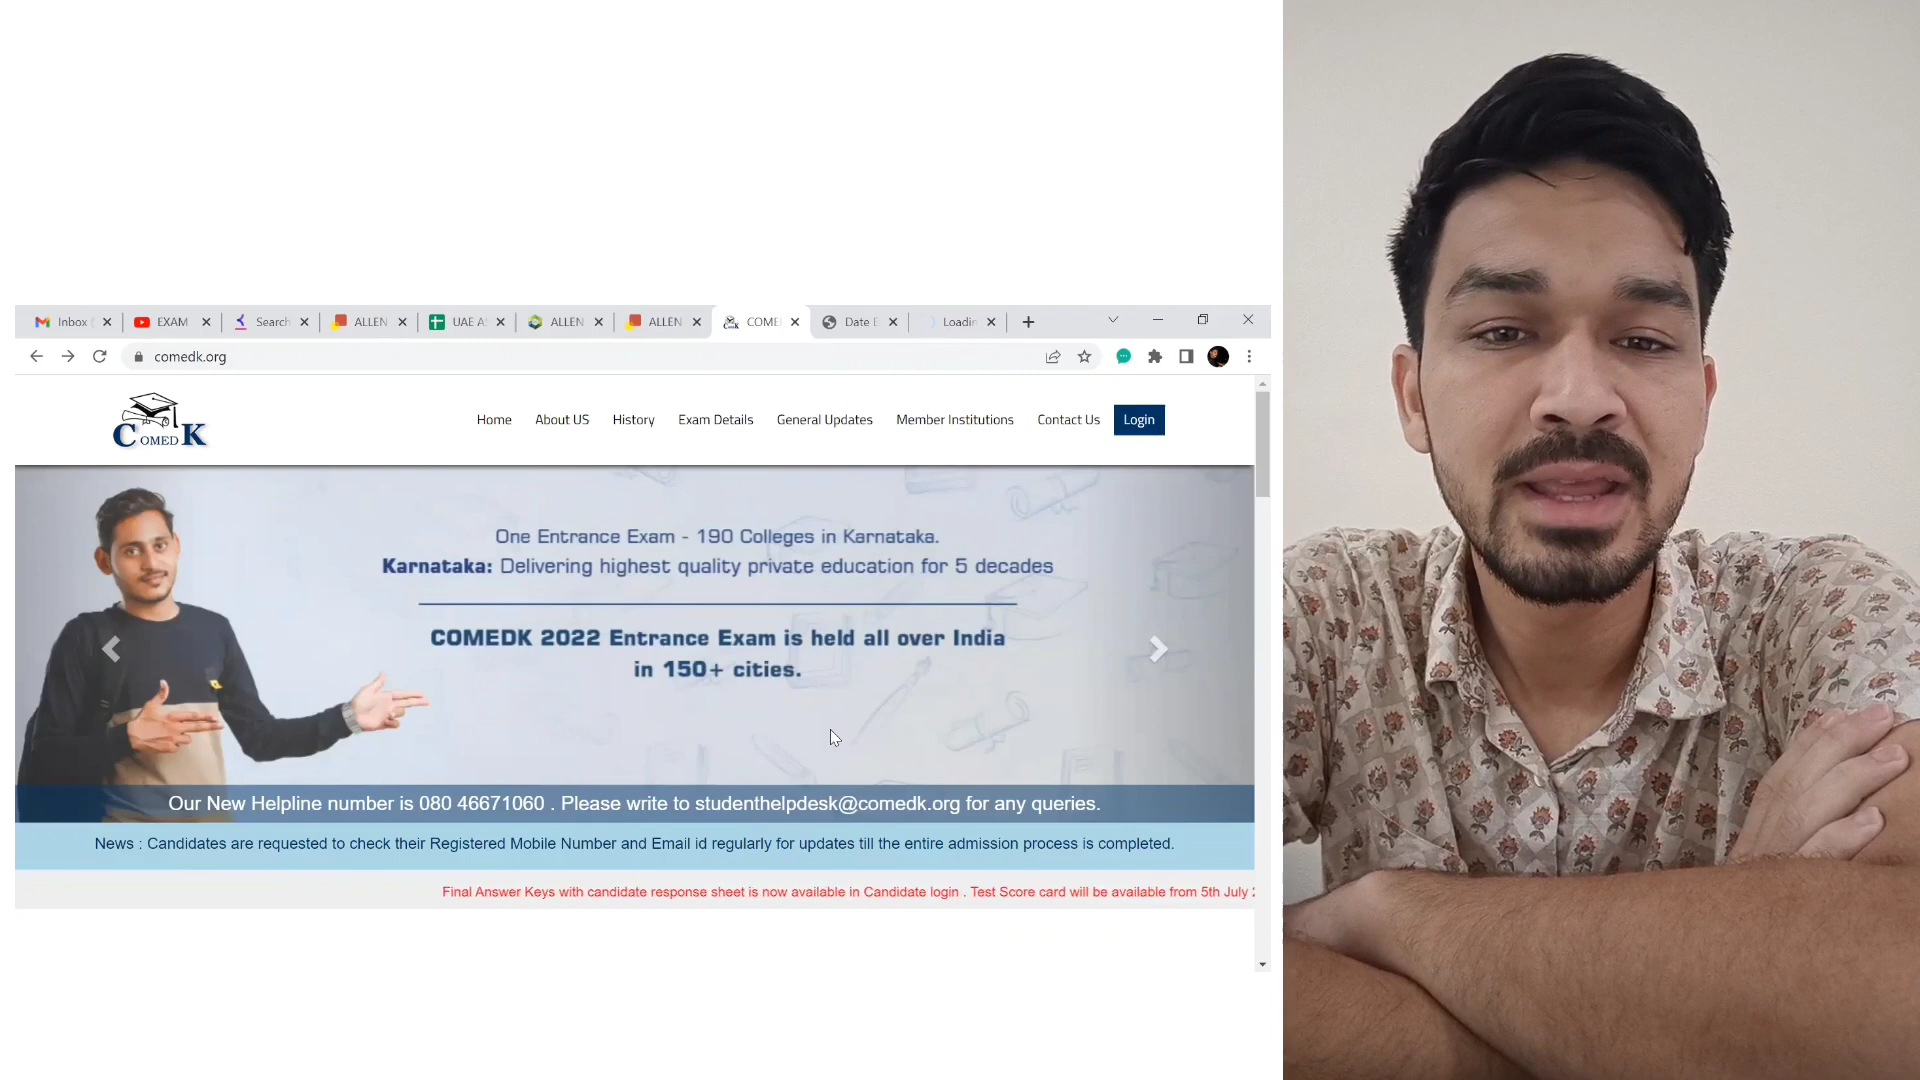 Inbox
EXAM
Search
ALLEN
UAE A
ALLEN
ALLEN
COME
Date E
Loadin
comedk.org
COMEDK
Home
About US
History
Exam Details
General Updates
Member Institutions
Contact Us
Login
One Entrance Exam - 190 Colleges in Karnataka.
Karnataka: Delivering highest quality private education for 5 decades
COMEDK 2022 Entrance Exam is held all over India
in 150+ cities.
Our New Helpline number is 080 46671060 . Please write to studenthelpdesk@comedk.org for any queries.
News : Candidates are requested to check their Registered Mobile Number and Email id regularly for updates till the entire admission process is completed.
Final Answer Keys with candidate response sheet is now available in Candidate login . Test Score card will be available from 5th July